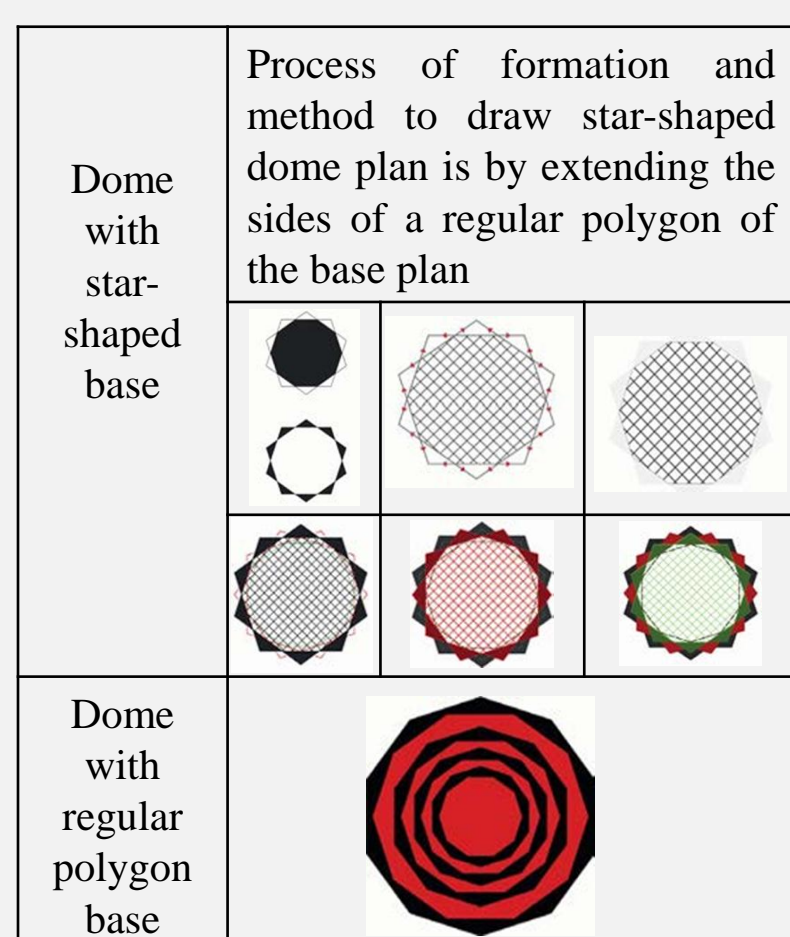 Dome
with
star-
shaped
base
Process of formation and
method to draw star-shaped
dome plan is by extending the
sides of a regular polygon of
the base plan
Dome
with
regular
polygon
base